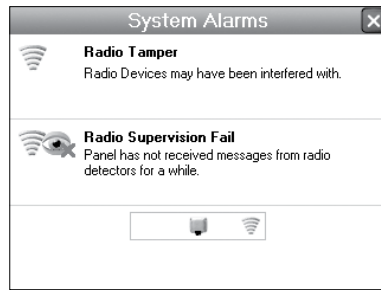 System Alarms
Radio Tamper
Radio Devices may have been interfered with.
Radio Supervision Fail
Panel has not received messages from radio
detectors for a while.